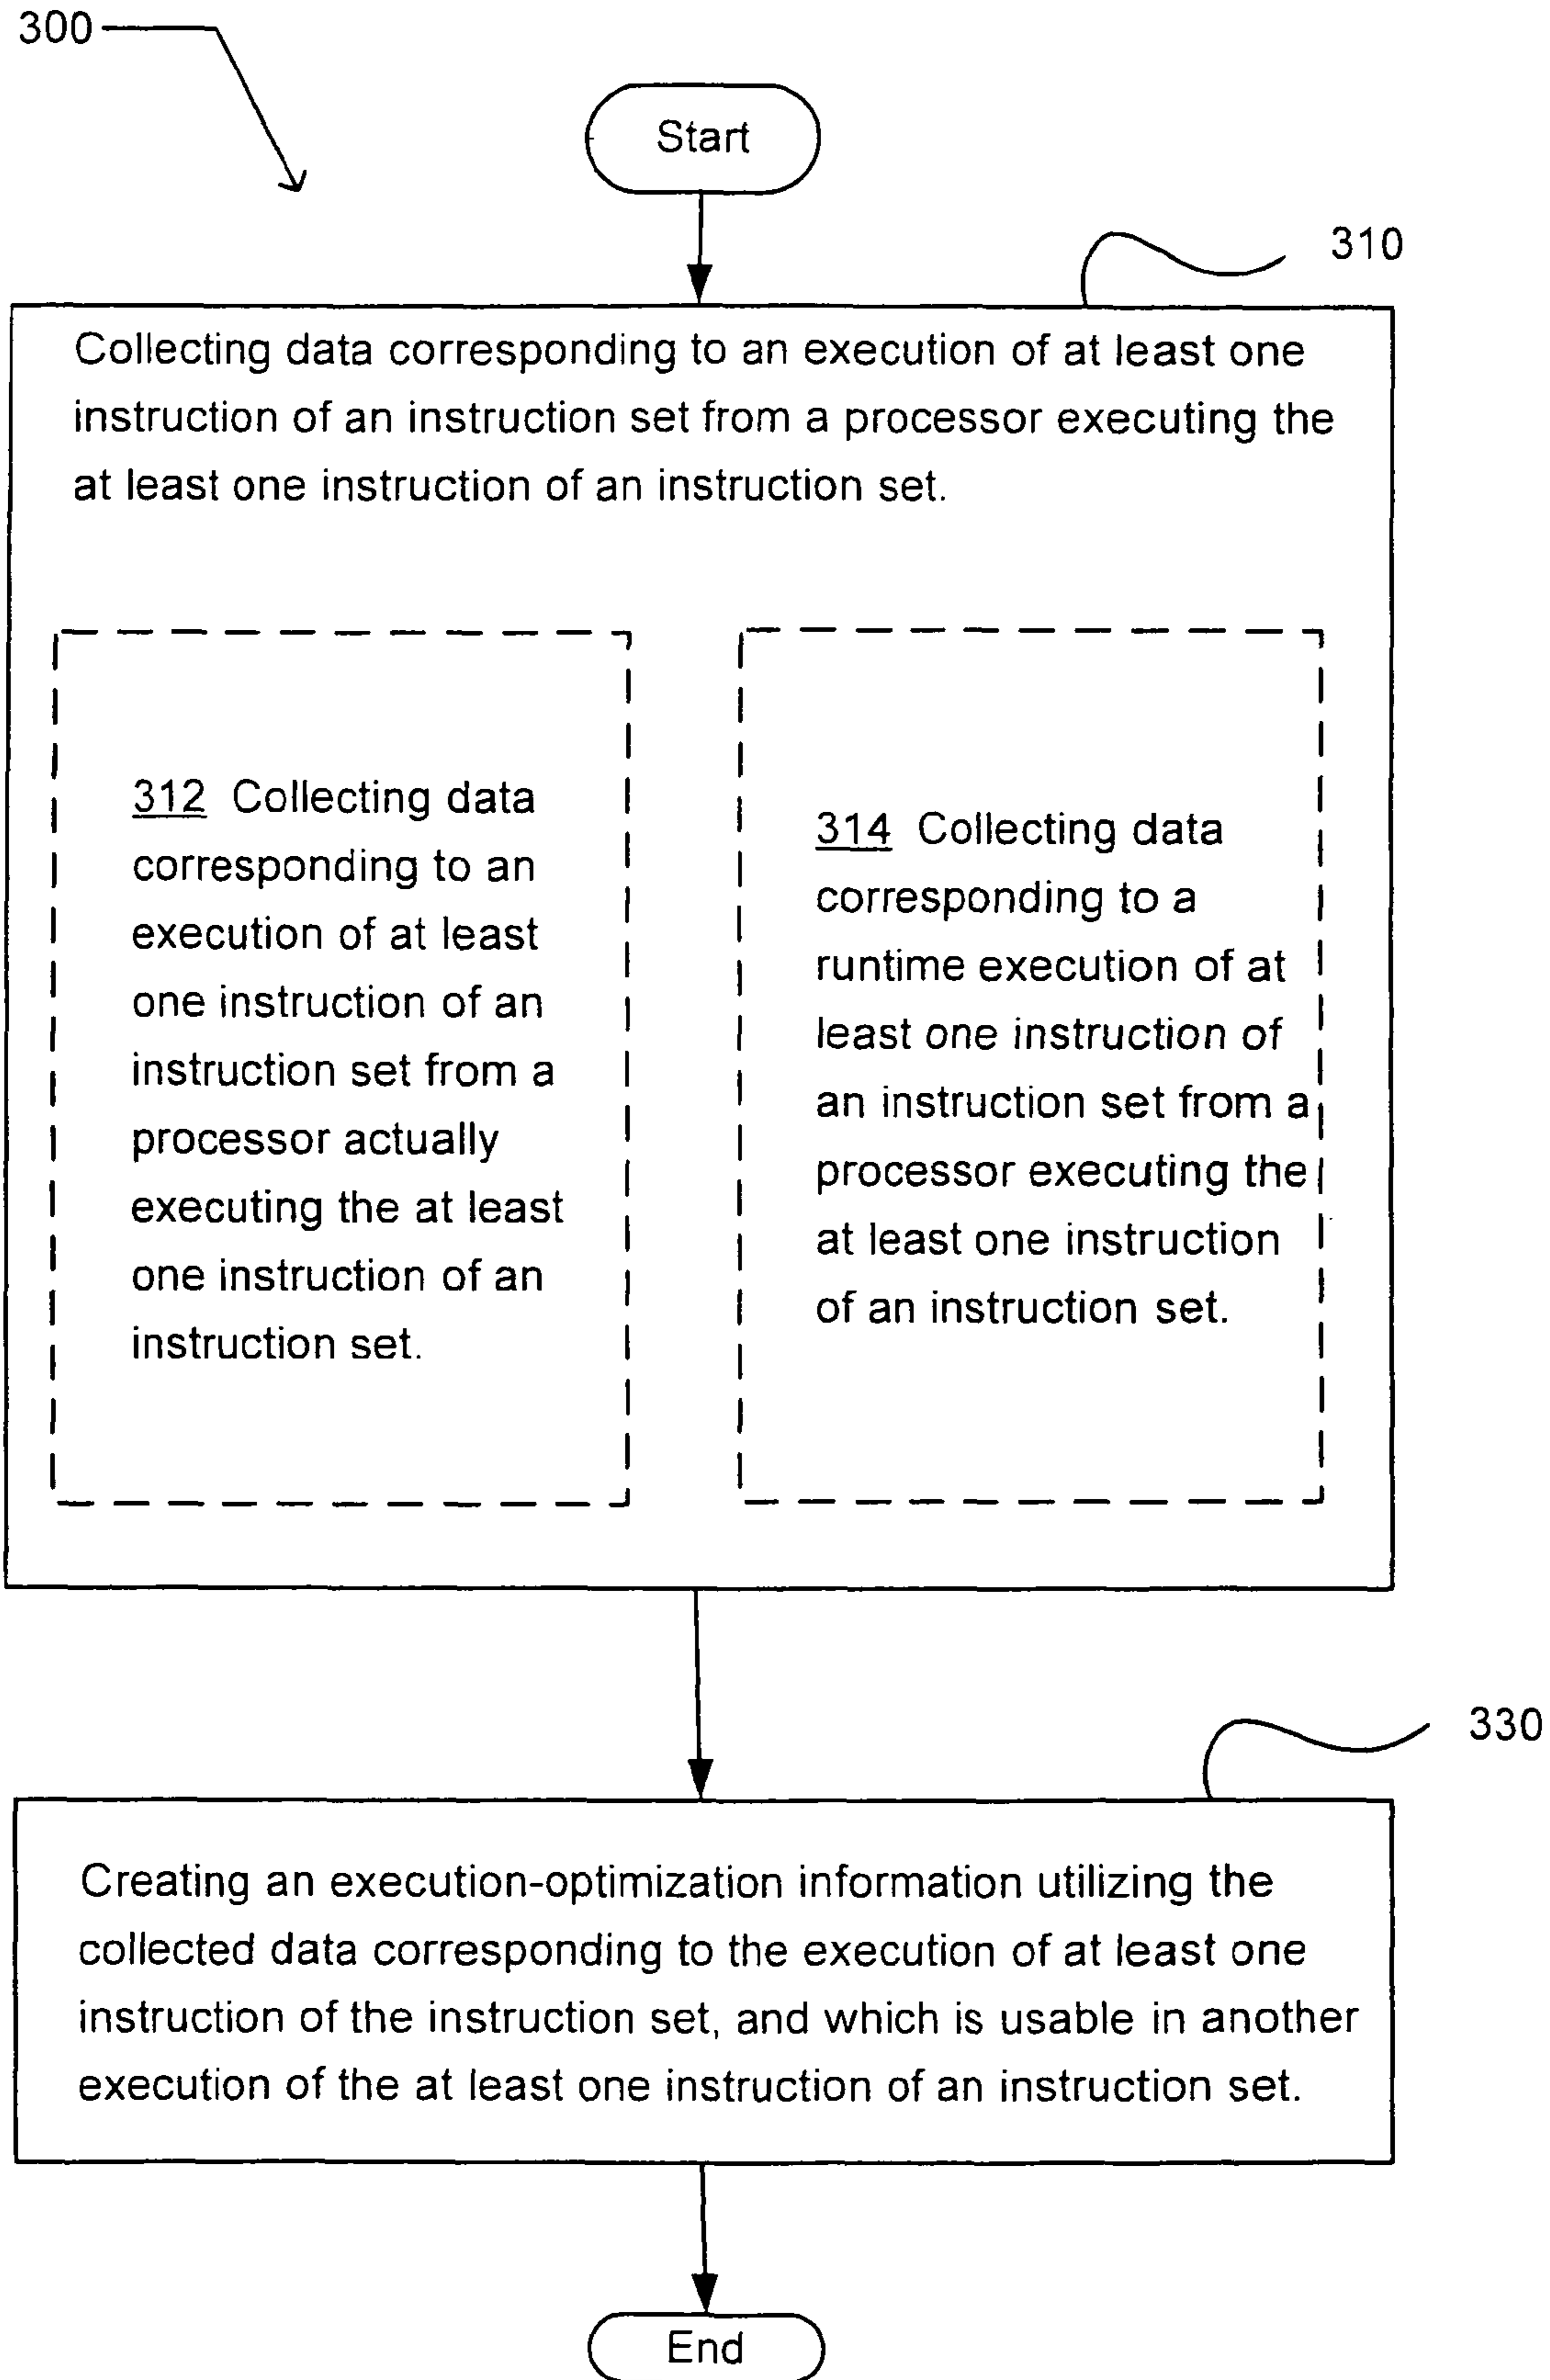 300
Start
310
Collecting data corresponding to an execution of at least one
instruction of an instruction set from a processor executing the
at least one instruction of an instruction set.
312 Collecting data
corresponding to an
execution of at least
one instruction of an
instruction set from a
processor actually
executing the at least
one instruction of an
instruction set.
314 Collecting data
corresponding to a
runtime execution of at
least one instruction of
an instruction set from a
processor executing the
at least one instruction
of an instruction set.
330
Creating an execution-optimization information utilizing the
collected data corresponding to the execution of at least one
instruction of the instruction set, and which is usable in another
execution of the at least one instruction of an instruction set.
End